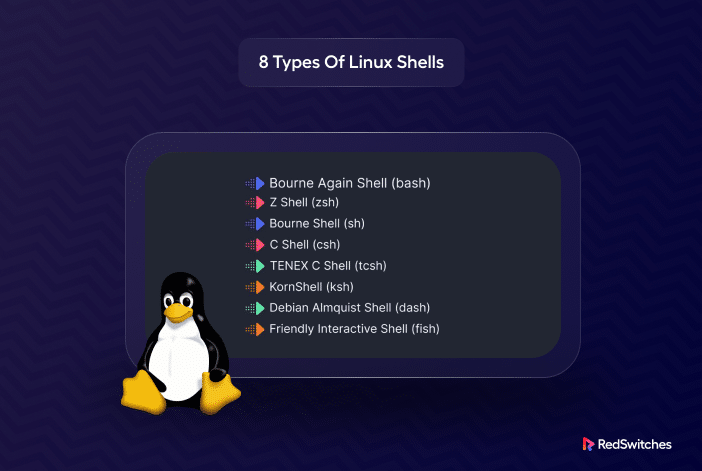 8 Types Of Linux Shells
Bourne Again Shell (bash)
Z Shell (zsh)
Bourne Shell (sh)
C Shell (csh)
TENEX C Shell (tcsh)
KornShell (ksh)
Debian Almquist Shell (dash)
Friendly Interactive Shell (fish)
RedSwitches